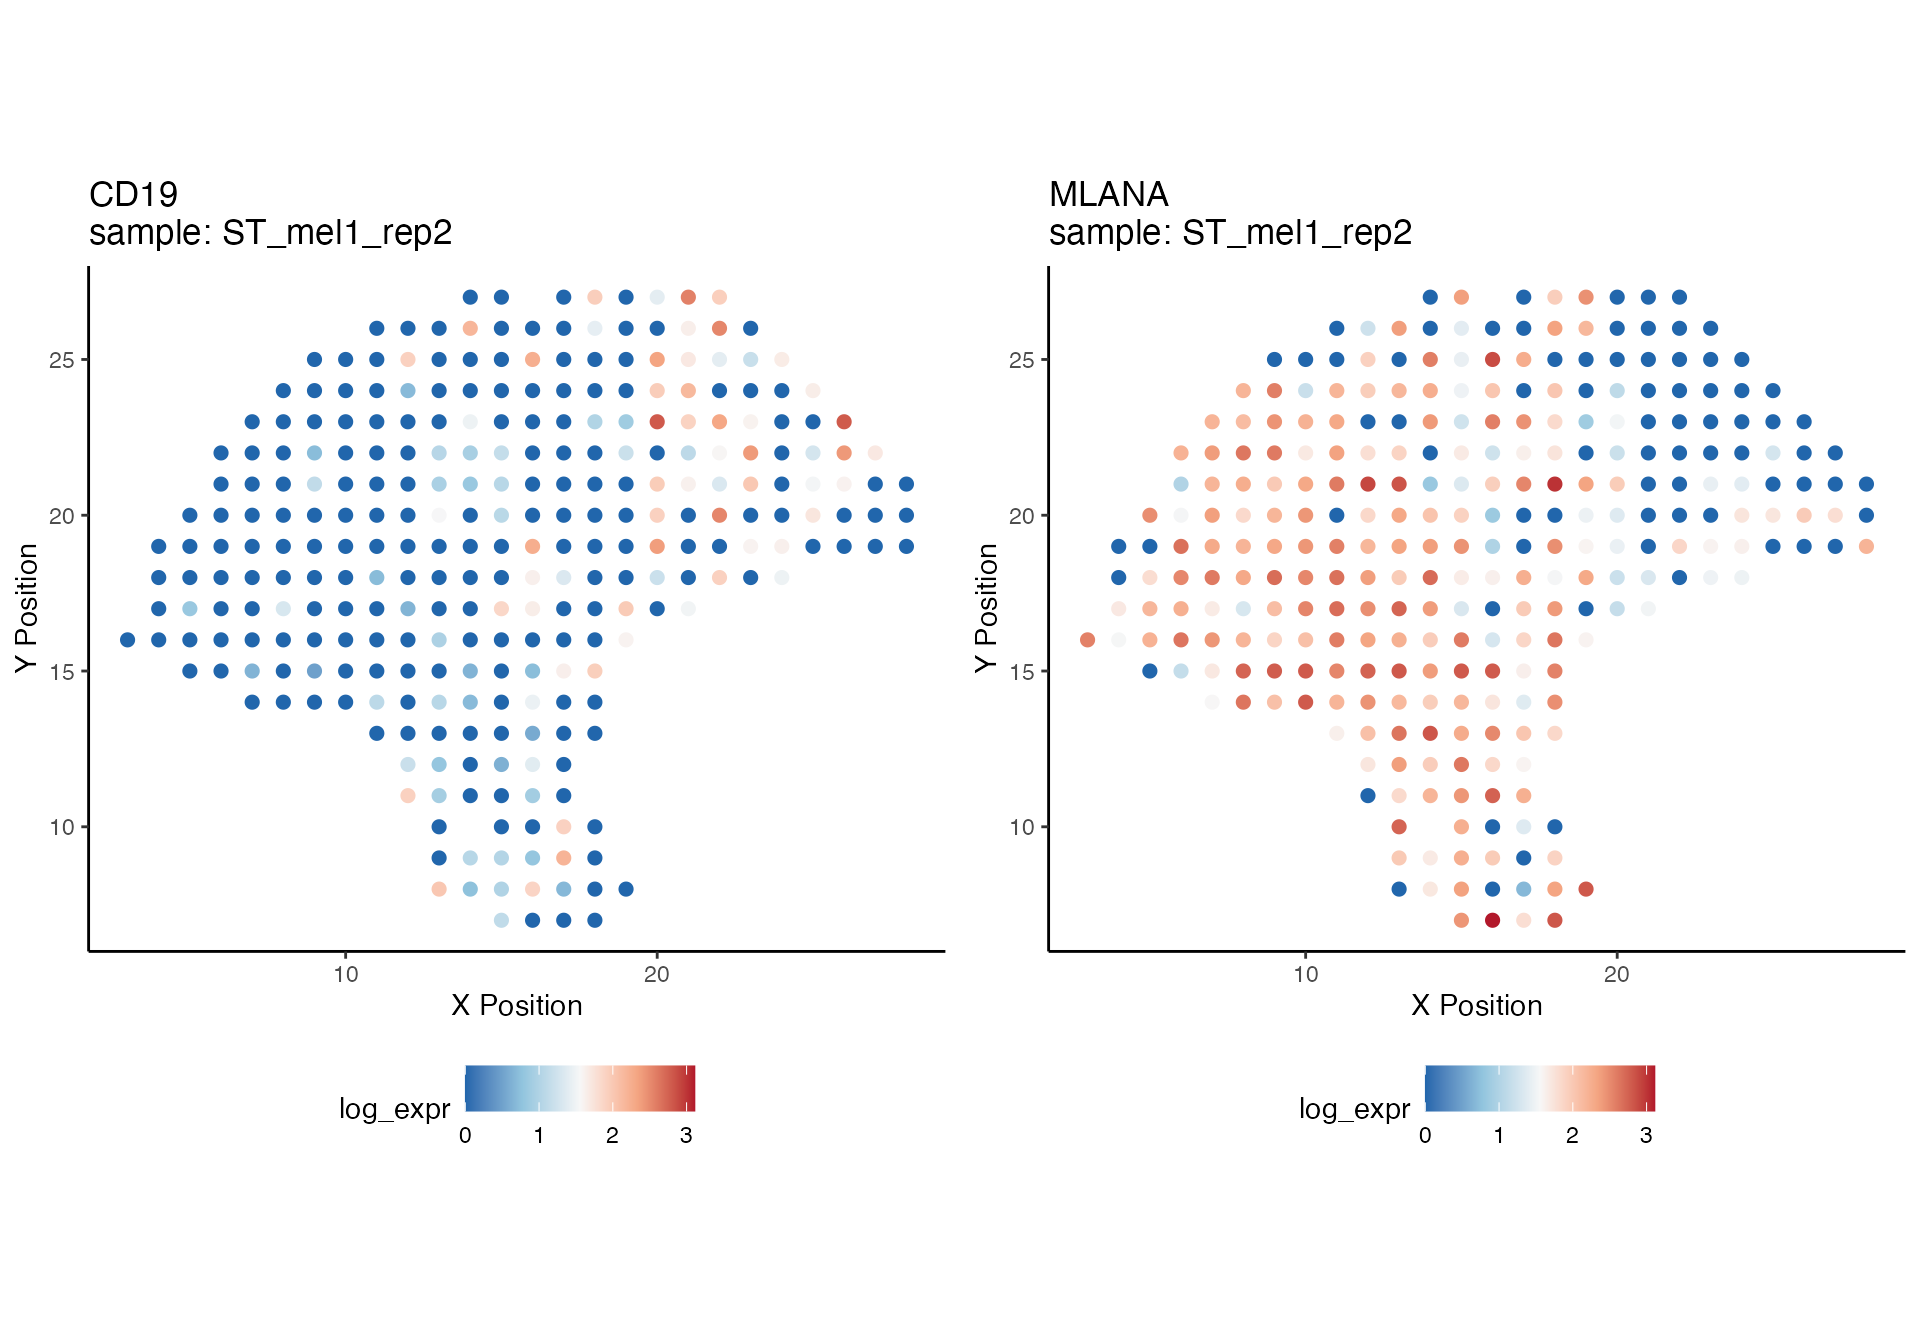 CD19
sample: ST_mel1_rep2
25
20
15
10
Y Position
10 20
X Position
log_expr
0 1 2 3
MLANA
sample: ST_mel1_rep2
25
20
15
10
Y Position
10 20
X Position
log_expr
0 1 2 3